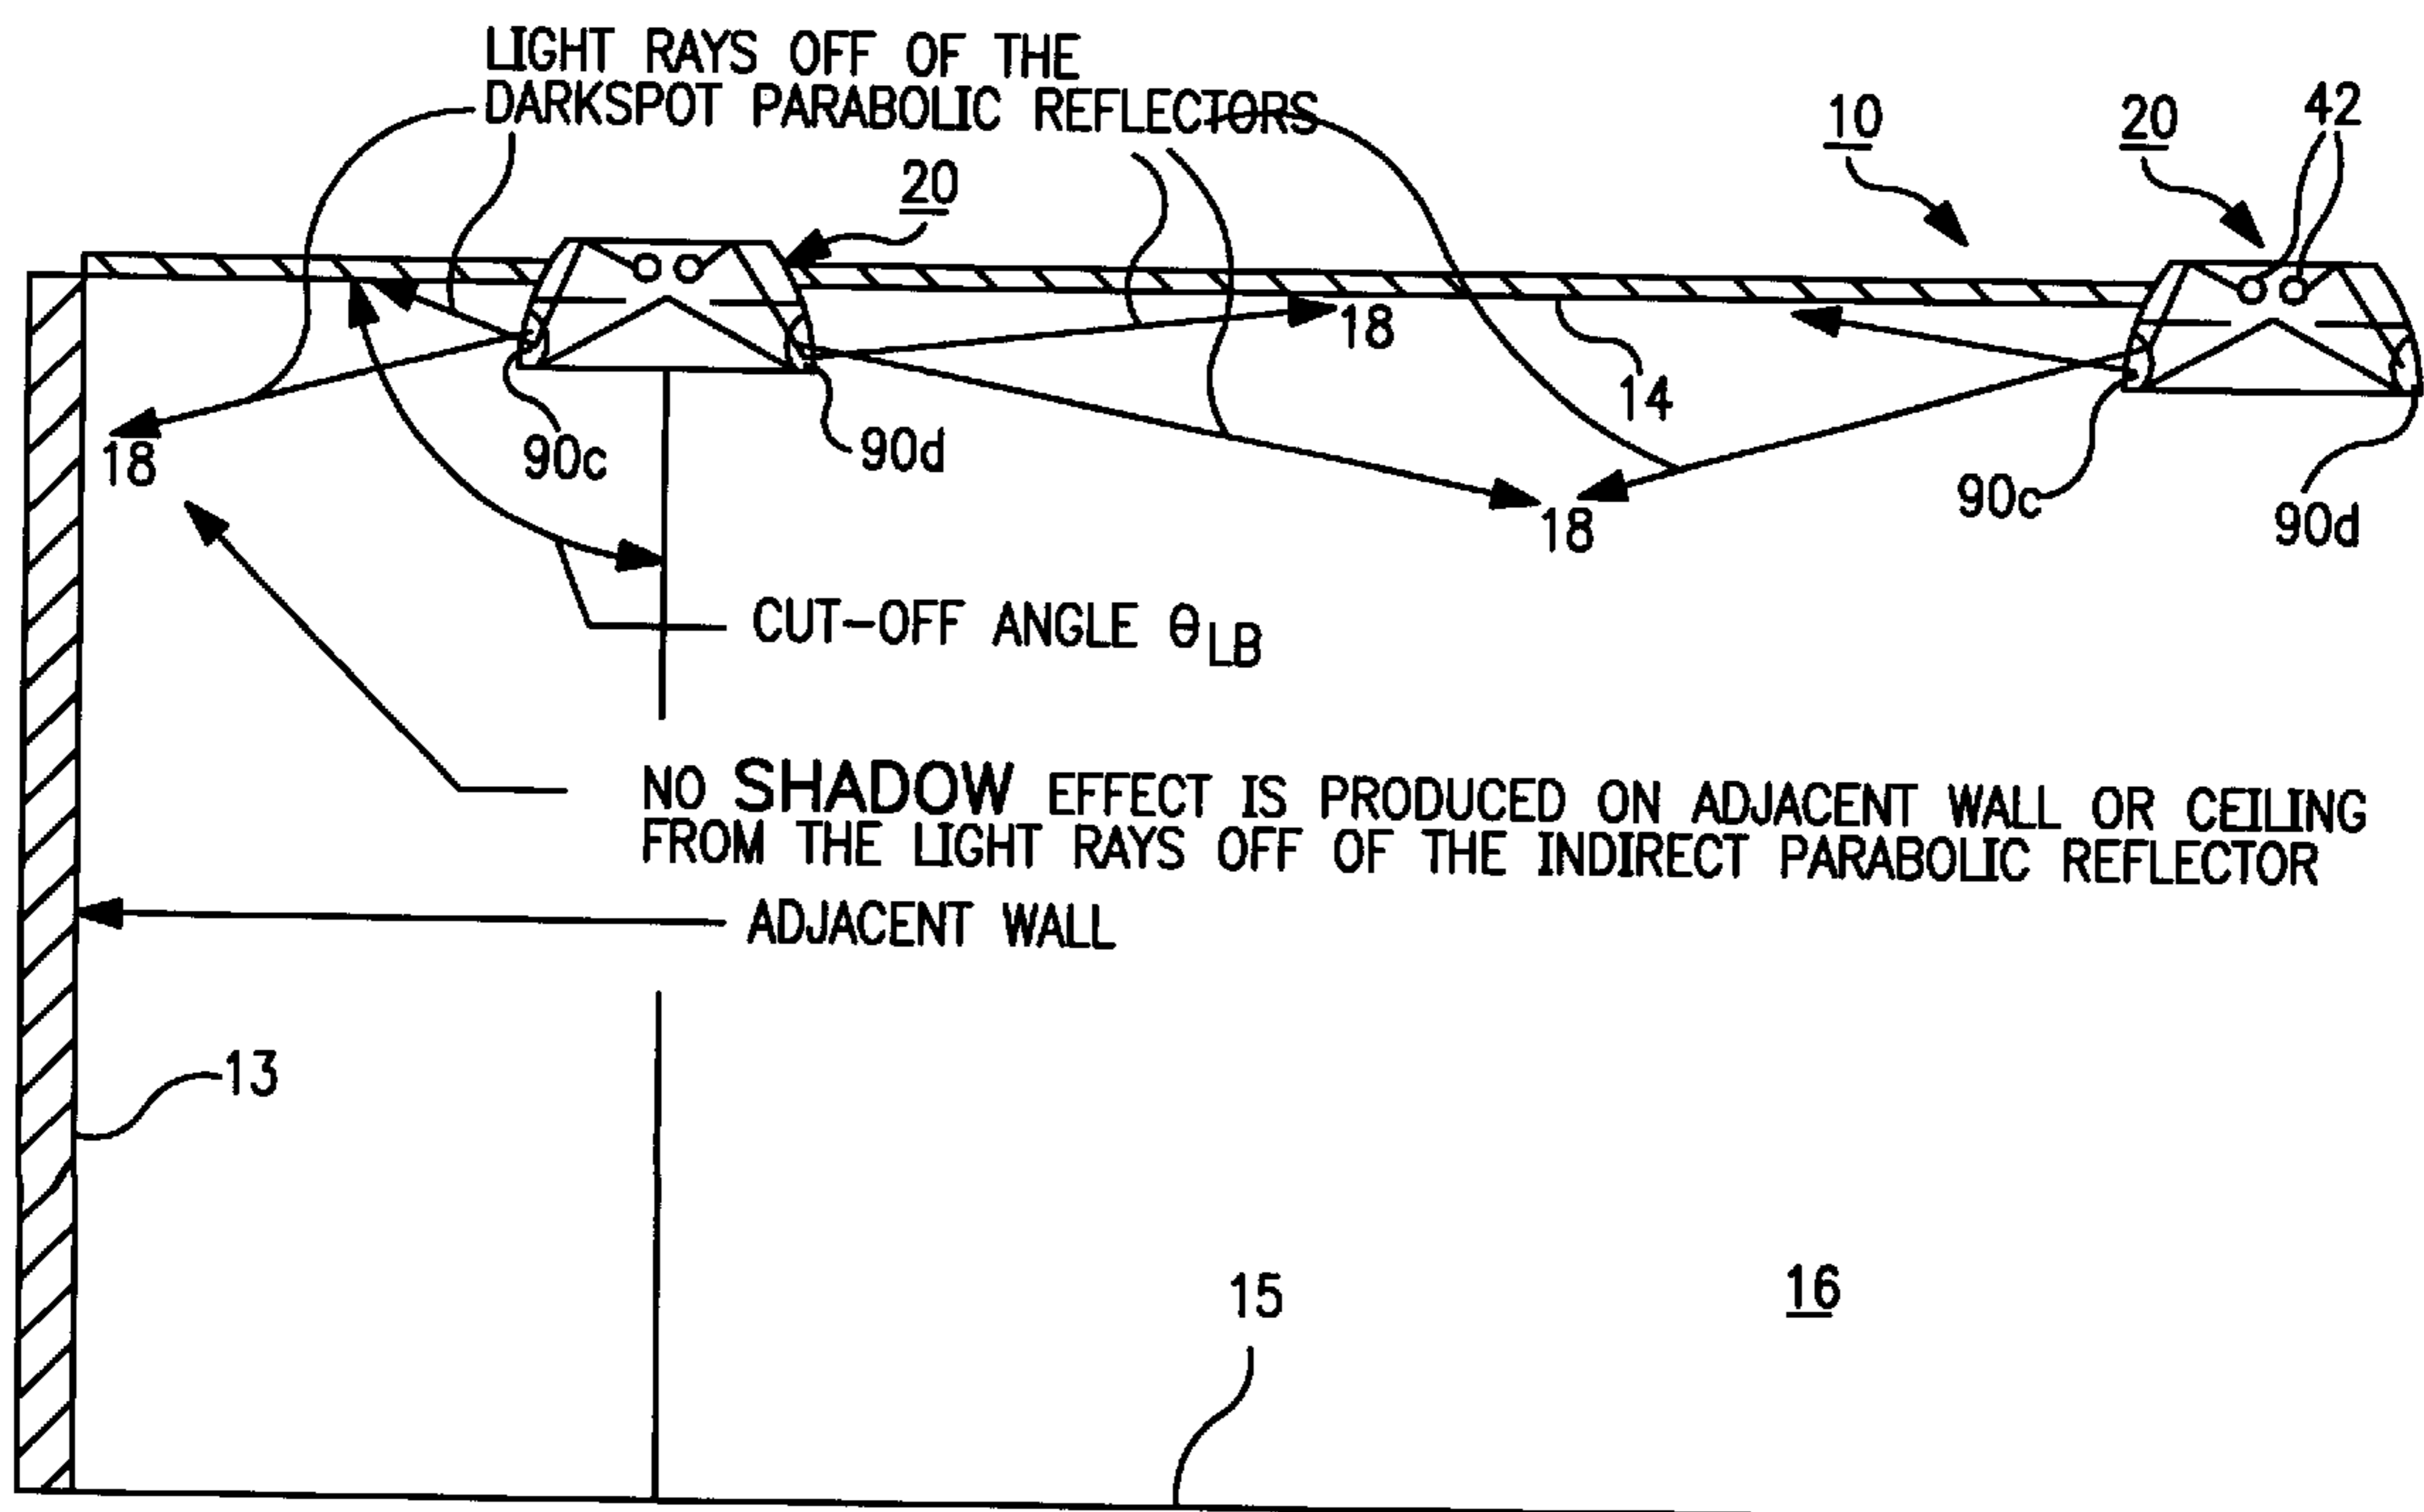 LIGHT RAYS OFF OF THE
DARKSPOT PARABOLIC REFLECTORS
10
20
42
20
18
14
18
90c
90d
18
90c
90d
CUT-OFF ANGLE θLB
NO SHADOW EFFECT IS PRODUCED ON ADJACENT WALL OR CEILING
FROM THE LIGHT RAYS OFF OF THE INDIRECT PARABOLIC REFLECTOR
ADJACENT WALL
13
15
16